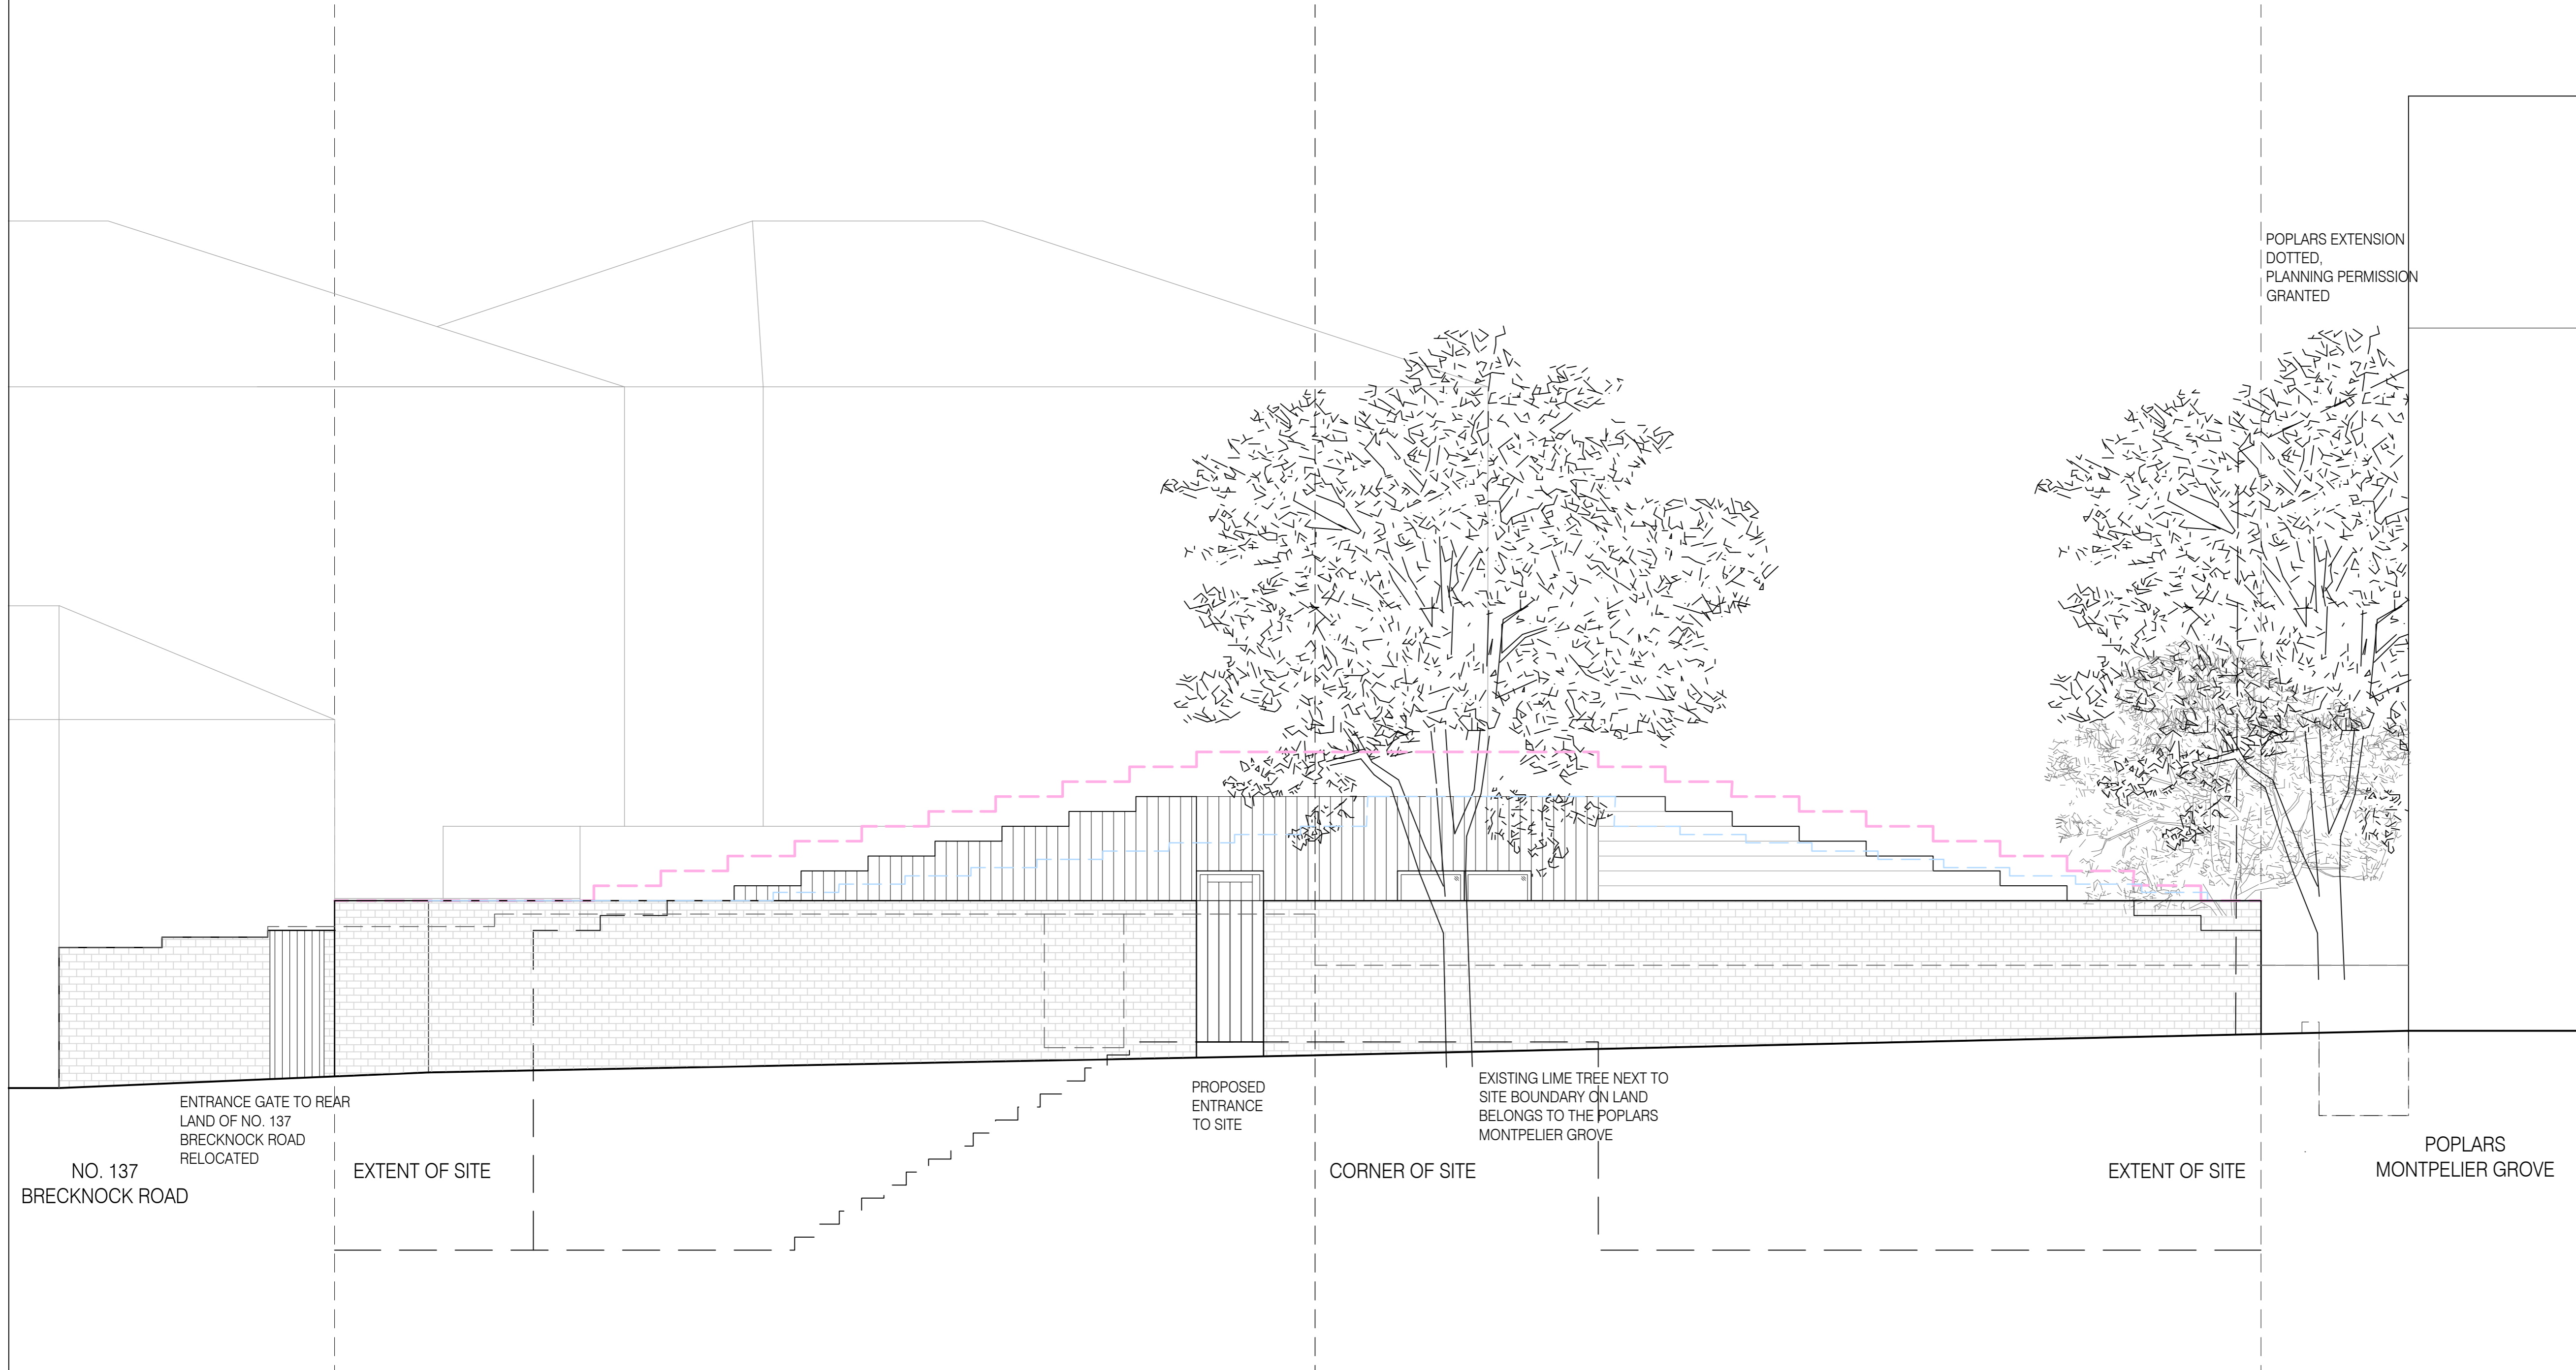 POPLARS EXTENSION
DOTTED,
PLANNING PERMISSION
GRANTED
ENTRANCE GATE TO REAR
LAND OF NO. 137
BRECKNOCK ROAD
RELOCATED
PROPOSED
ENTRANCE
TO SITE
EXISTING LIME TREE NEXT TO
SITE BOUNDARY ON LAND
BELONGS TO THE POPLARS
MONTPELIER GROVE
NO. 137
BRECKNOCK ROAD
EXTENT OF SITE
CORNER OF SITE
EXTENT OF SITE
POPLARS
MONTPELIER GROVE